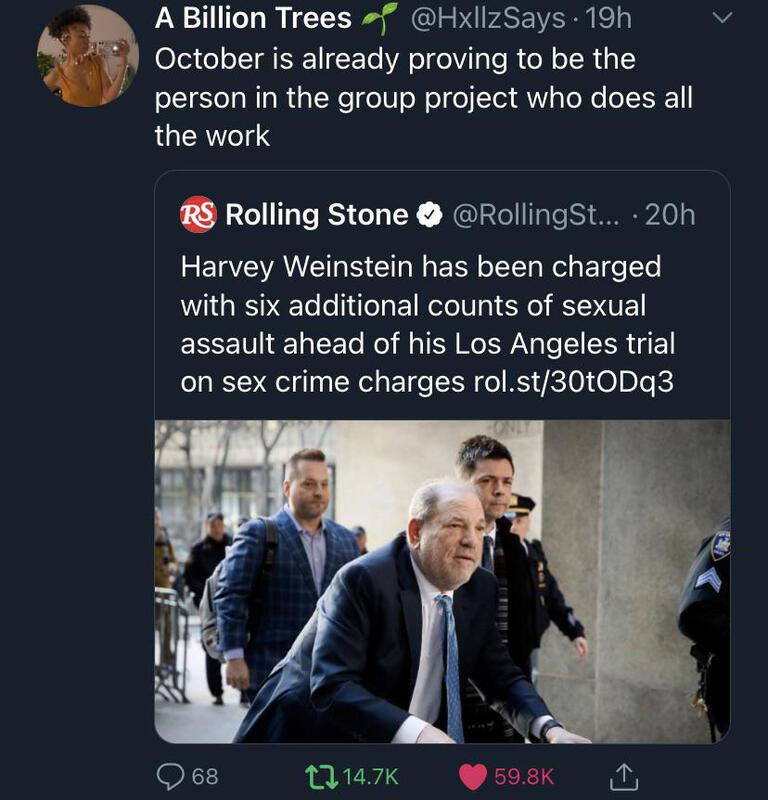 A Billion Trees 🌱 @HxllzSays · 19h
October is already proving to be the
person in the group project who does all
the work
RS Rolling Stone @RollingSt... · 20h
Harvey Weinstein has been charged
with six additional counts of sexual
assault ahead of his Los Angeles trial
on sex crime charges rol.st/30tODq3
ONLY
68 14.7K 59.8K